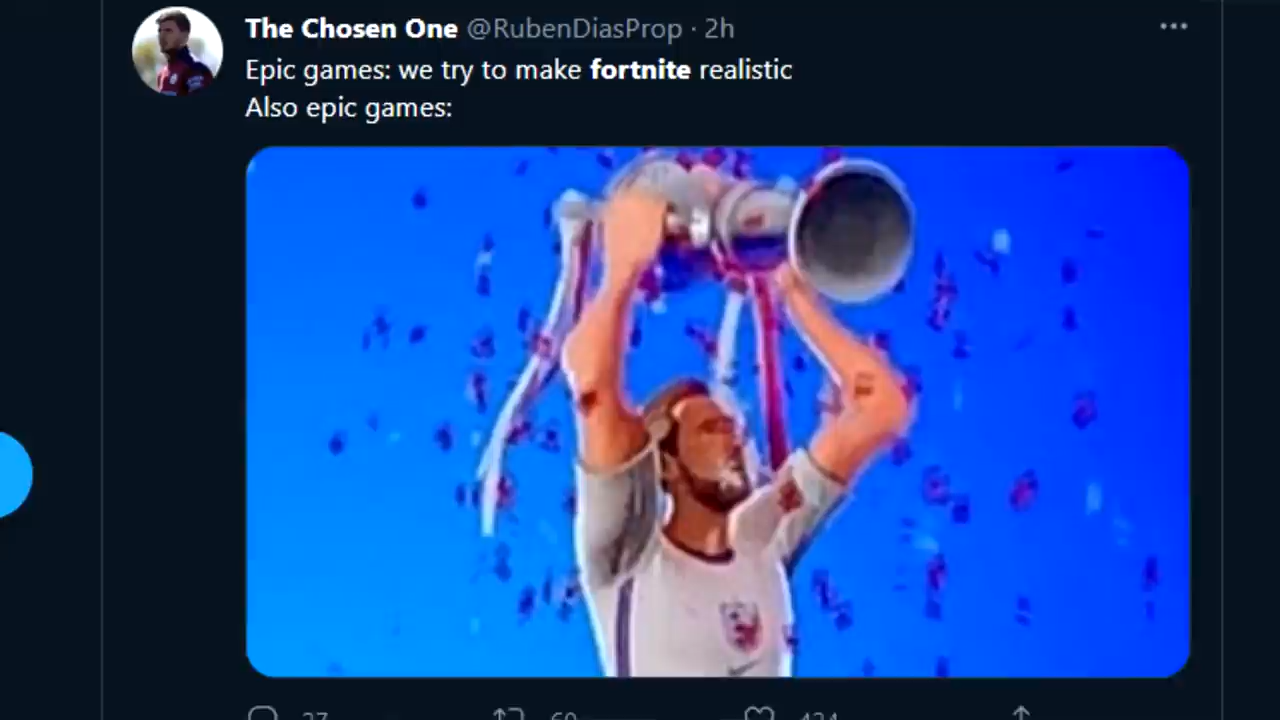 The Chosen One @RubenDiasProp · 2h
Epic games: we try to make fortnite realistic
Also epic games: